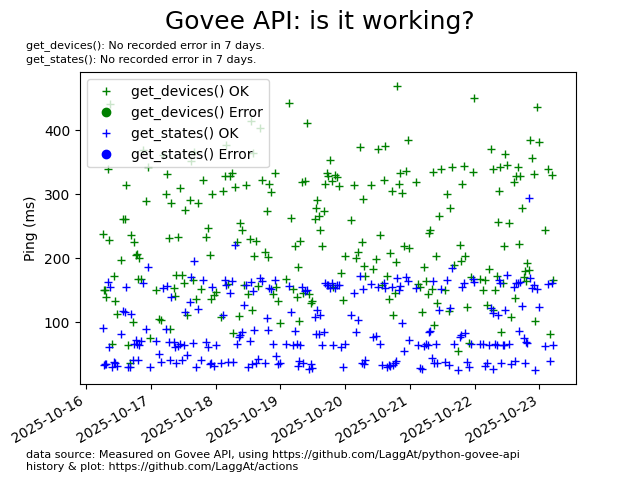 Govee API: is it working?
get_devices(): No recorded error in 7 days.
get_states(): No recorded error in 7 days.
get_devices() OK
get_devices() Error
get_states() OK
get_states() Error
Ping (ms)
400
300
200
100
2025-10-16
2025-10-17
2025-10-18
2025-10-19
2025-10-20
2025-10-21
2025-10-22
2025-10-23
data source: Measured on Govee API, using https://github.com/LaggAt/python-govee-api
history & plot: https://github.com/LaggAt/actions